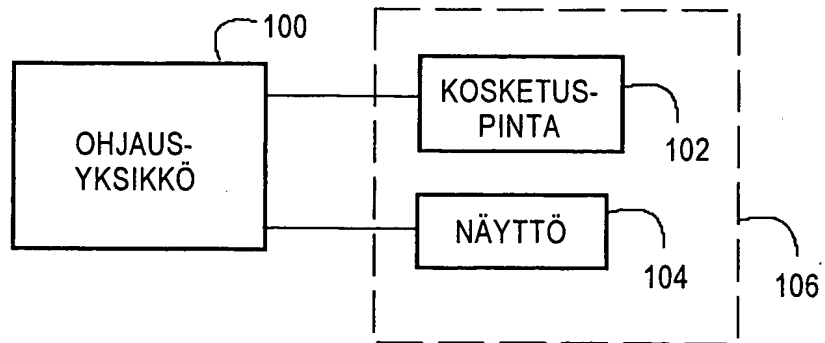 100
OHJAUS-
YKSIKKÖ
KOSKETUS-
PINTA
102
NÄYTTÖ
104
106